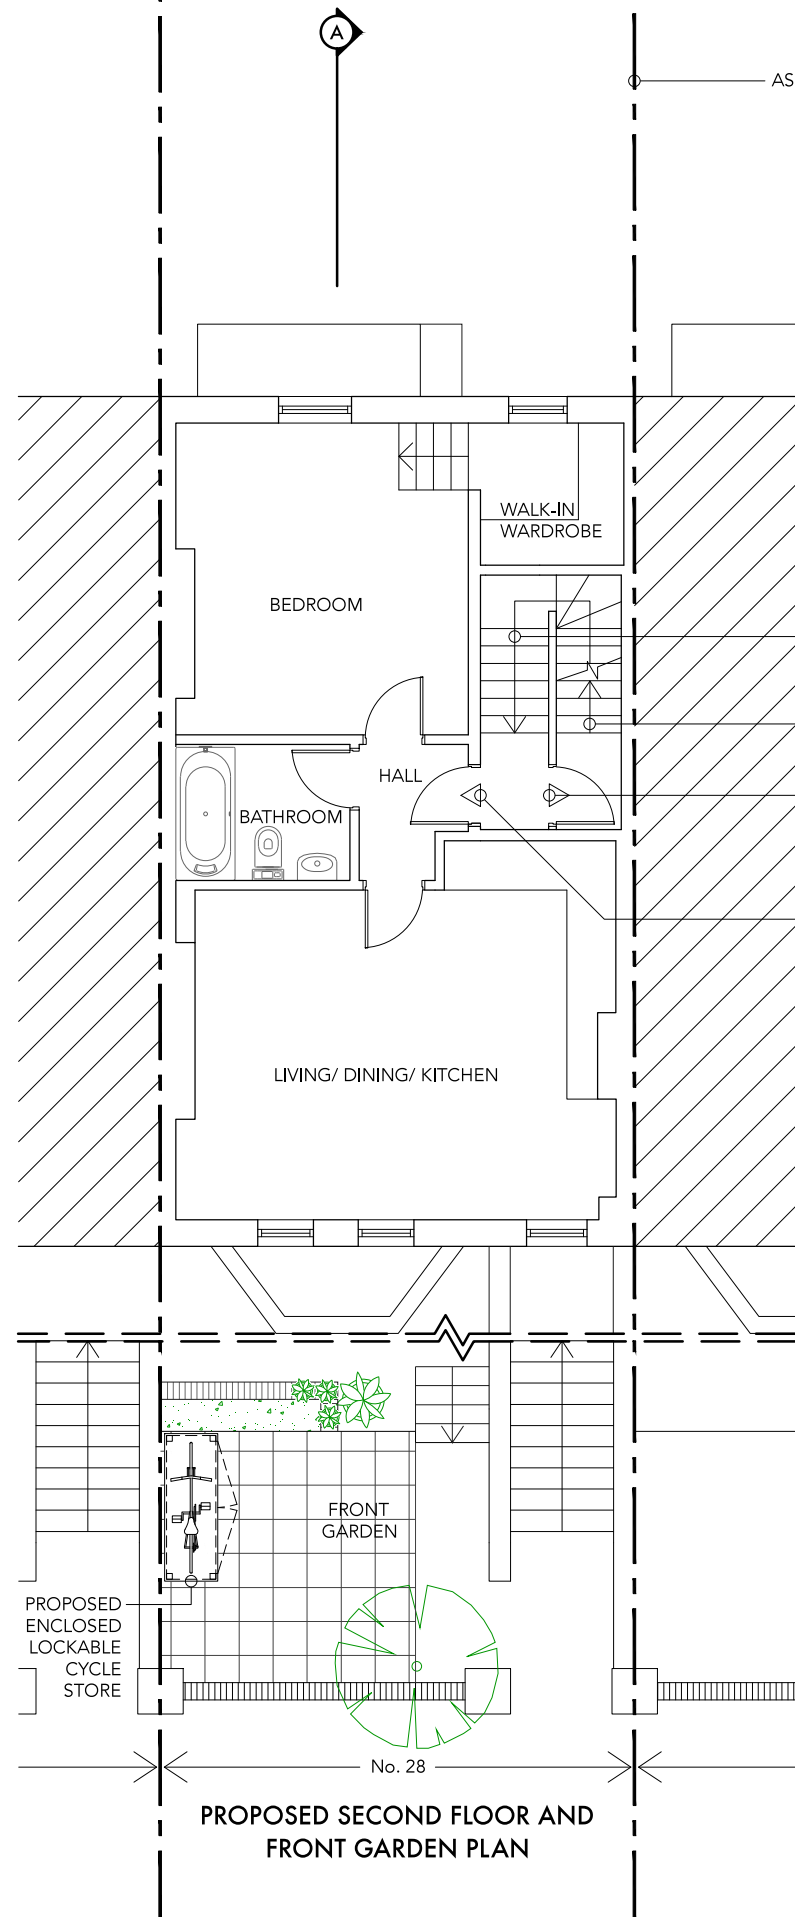 A
AS
WALK-IN
WARDROBE
BEDROOM
HALL
BATHROOM
LIVING/ DINING/ KITCHEN
FRONT
GARDEN
PROPOSED
ENCLOSED
LOCKABLE
CYCLE
STORE
No. 28
PROPOSED SECOND FLOOR AND
FRONT GARDEN PLAN